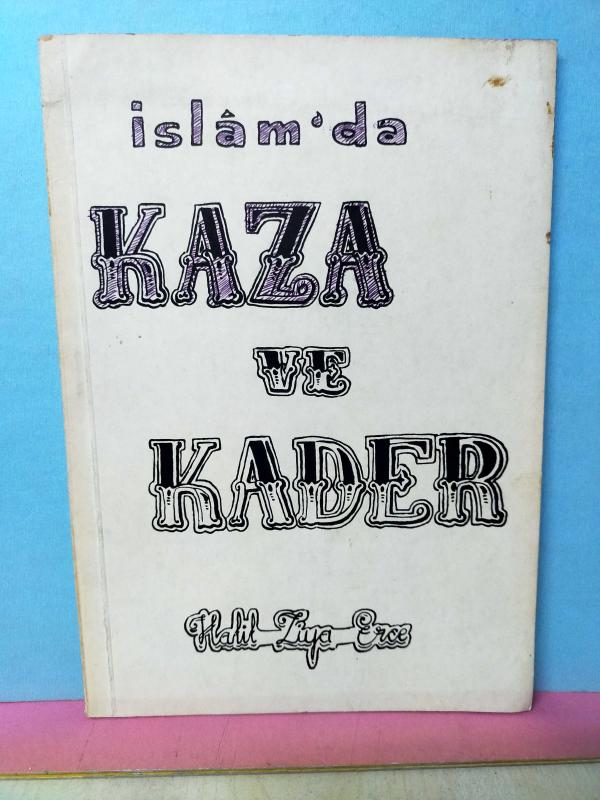 islâm'da
KAZA
VE
KADER
Halil Ziya Erce